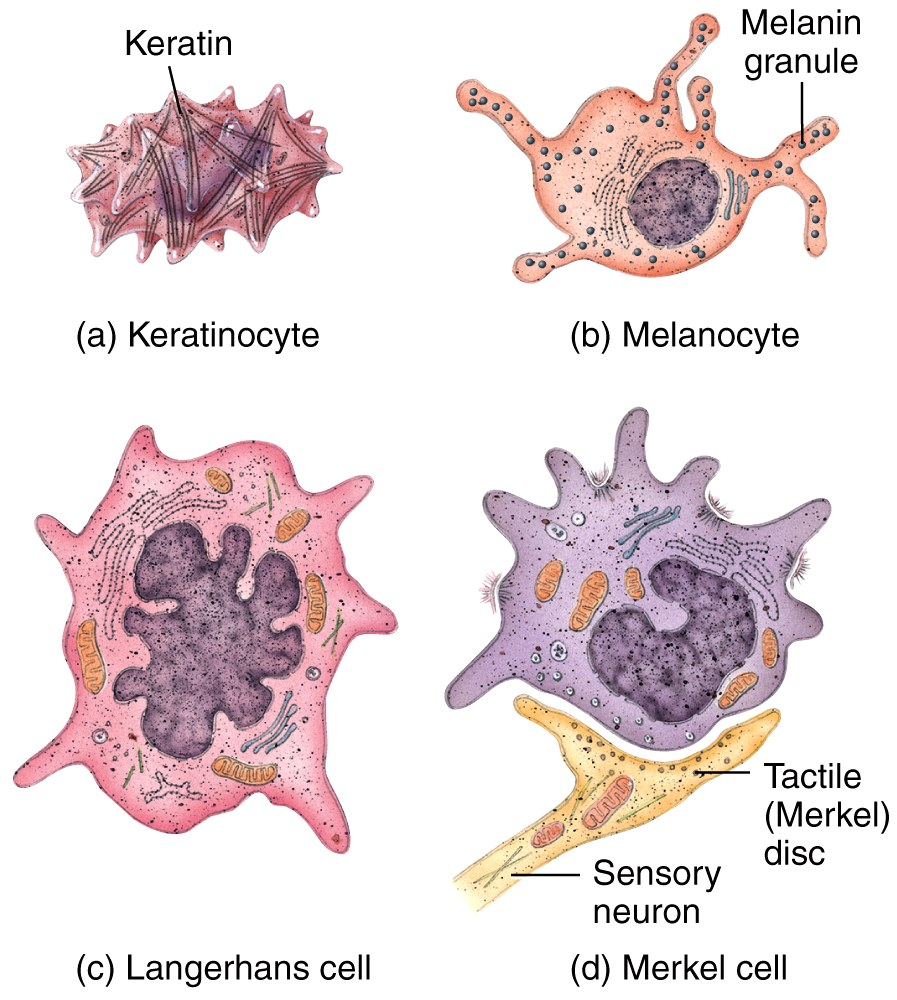 Keratin
Melanin
granule
(a) Keratinocyte
(b) Melanocyte
Tactile
(Merkel)
disc
Sensory
neuron
(c) Langerhans cell
(d) Merkel cell